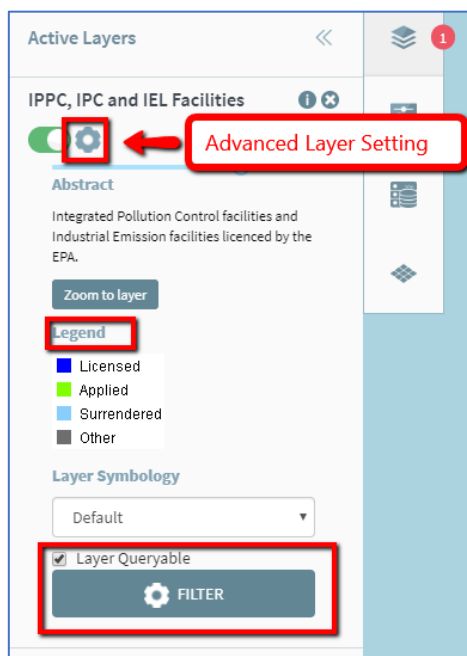 Active Layers
1
IPPC, IPC and IEL Facilities
Advanced Layer Setting
Abstract
Integrated Pollution Control facilities and
Industrial Emission facilities licenced by the
EPA.
Zoom to layer
Legend
Licensed
Applied
Surrendered
Other
Layer Symbology
Default
Layer Queryable
FILTER